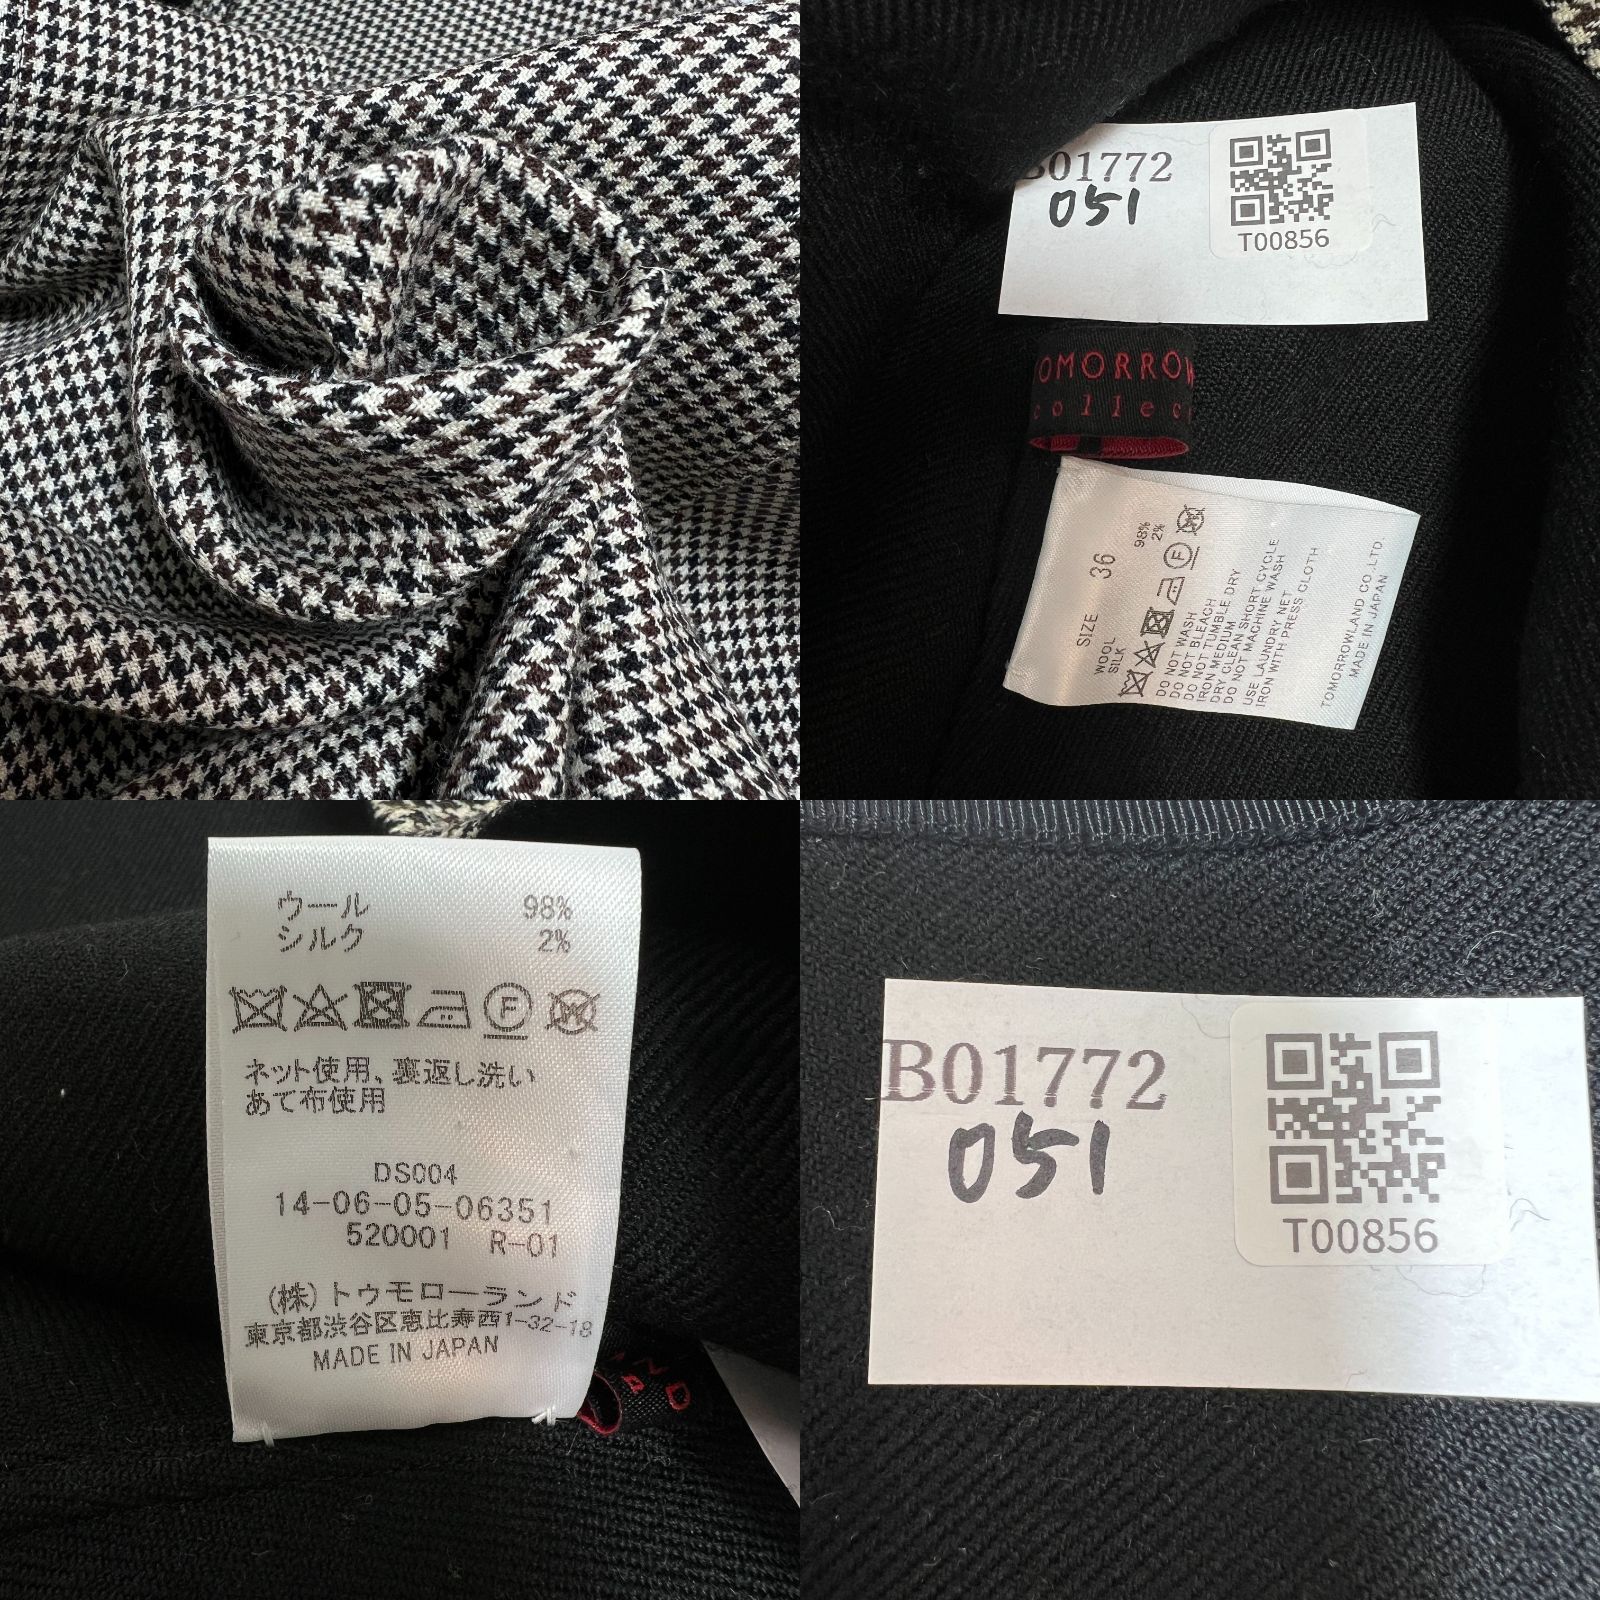 B01772
051
T00856
OMORROW
collec
SIZE 36
WOOL 98%
SILK 2%
F
DO NOT WASH
DO NOT BLEACH
DO NOT TUMBLE DRY
IRON MEDIUM
DRY CLEAN SHORT CYCLE
DO NOT MACHINE WASH
USE LAUNDRY NET
IRON WITH PRESS CLOTH
TOMORROWLAND CO.,LTD.
MADE IN JAPAN
ウール 98%
シルク 2%
F W
ネット使用、裏返し洗い
あて布使用
DS004
14-06-05-06351
520001 R-01
(株)トゥモローランド
東京都渋谷区恵比寿西1-32-18
MADE IN JAPAN
AND
B01772
051
T00856